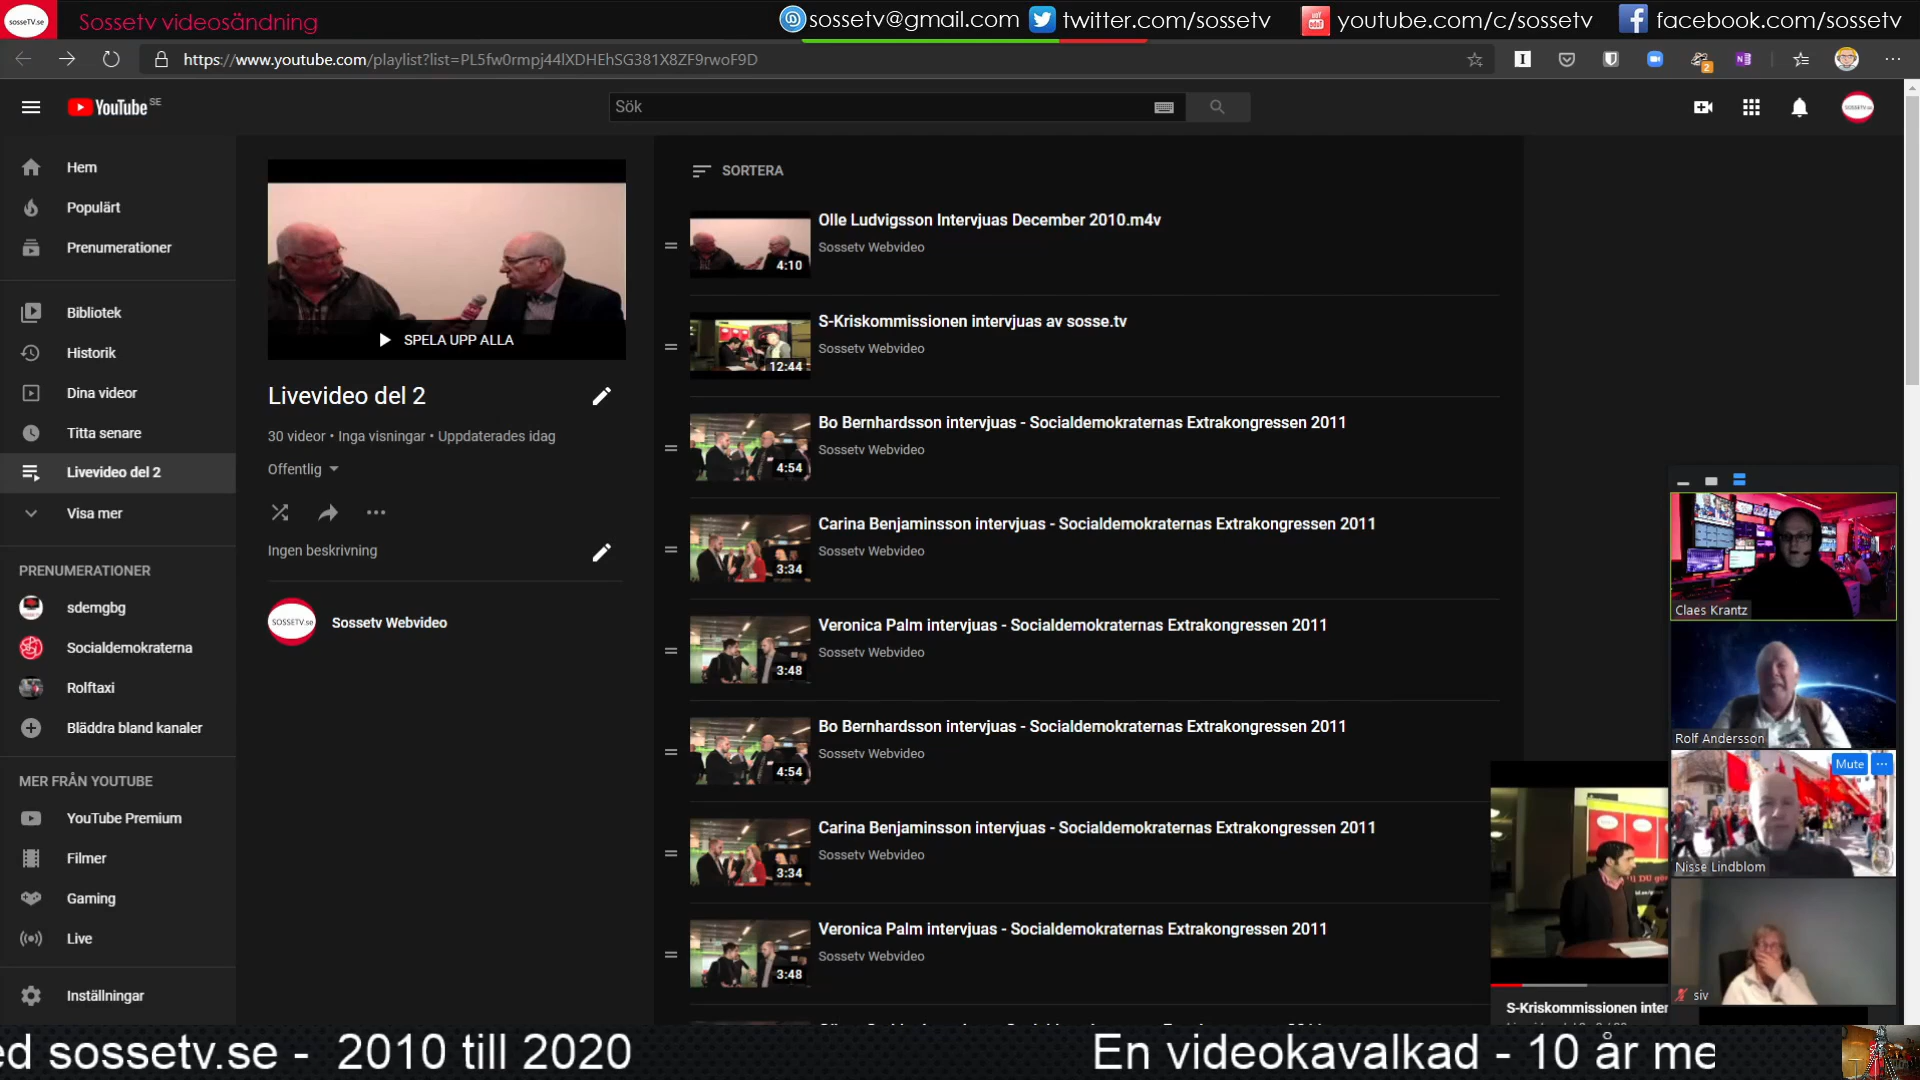 sosseTV.se
Sossetv videosändning
sossetv@gmail.com
twitter.com/sossetv
youtube.com/c/sossetv
facebook.com/sossetv
https://www.youtube.com/playlist?list=PL5fw0rmpj44lXDHEhSG381X8ZF9rwoF9D
2
YouTube SE
Sök
SOSSETV.se
Hem
Populärt
Prenumerationer
Bibliotek
Historik
Dina videor
Titta senare
Livevideo del 2
Visa mer
PRENUMERATIONER
sdemgbg
Socialdemokraterna
Rolftaxi
Bläddra bland kanaler
MER FRÅN YOUTUBE
YouTube Premium
Filmer
Gaming
Live
Inställningar
SPELA UPP ALLA
Livevideo del 2
30 videor • Inga visningar • Uppdaterades idag
Offentlig
Ingen beskrivning
SOSSETV.se
Sossetv Webvideo
SORTERA
Olle Ludvigsson Intervjuas December 2010.m4v
Sossetv Webvideo
4:10
S-Kriskommissionen intervjuas av sosse.tv
Sossetv Webvideo
12:44
Bo Bernhardsson intervjuas - Socialdemokraternas Extrakongressen 2011
Sossetv Webvideo
4:54
Carina Benjaminsson intervjuas - Socialdemokraternas Extrakongressen 2011
Sossetv Webvideo
3:34
Veronica Palm intervjuas - Socialdemokraternas Extrakongressen 2011
Sossetv Webvideo
3:48
Bo Bernhardsson intervjuas - Socialdemokraternas Extrakongressen 2011
Sossetv Webvideo
4:54
Carina Benjaminsson intervjuas - Socialdemokraternas Extrakongressen 2011
Sossetv Webvideo
3:34
Veronica Palm intervjuas - Socialdemokraternas Extrakongressen 2011
Sossetv Webvideo
3:48
Claes Krantz
Rolf Andersson
Mute
Nisse Lindblom
siv
S-Kriskommissionen inter
ed sossetv.se - 2010 till 2020
En videokavalkad - 10 år me